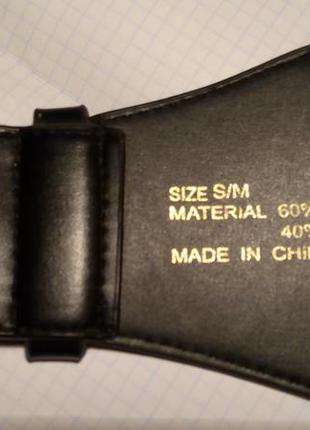 SIZE S/M
MATERIAL 60%
40%
MADE IN CHI